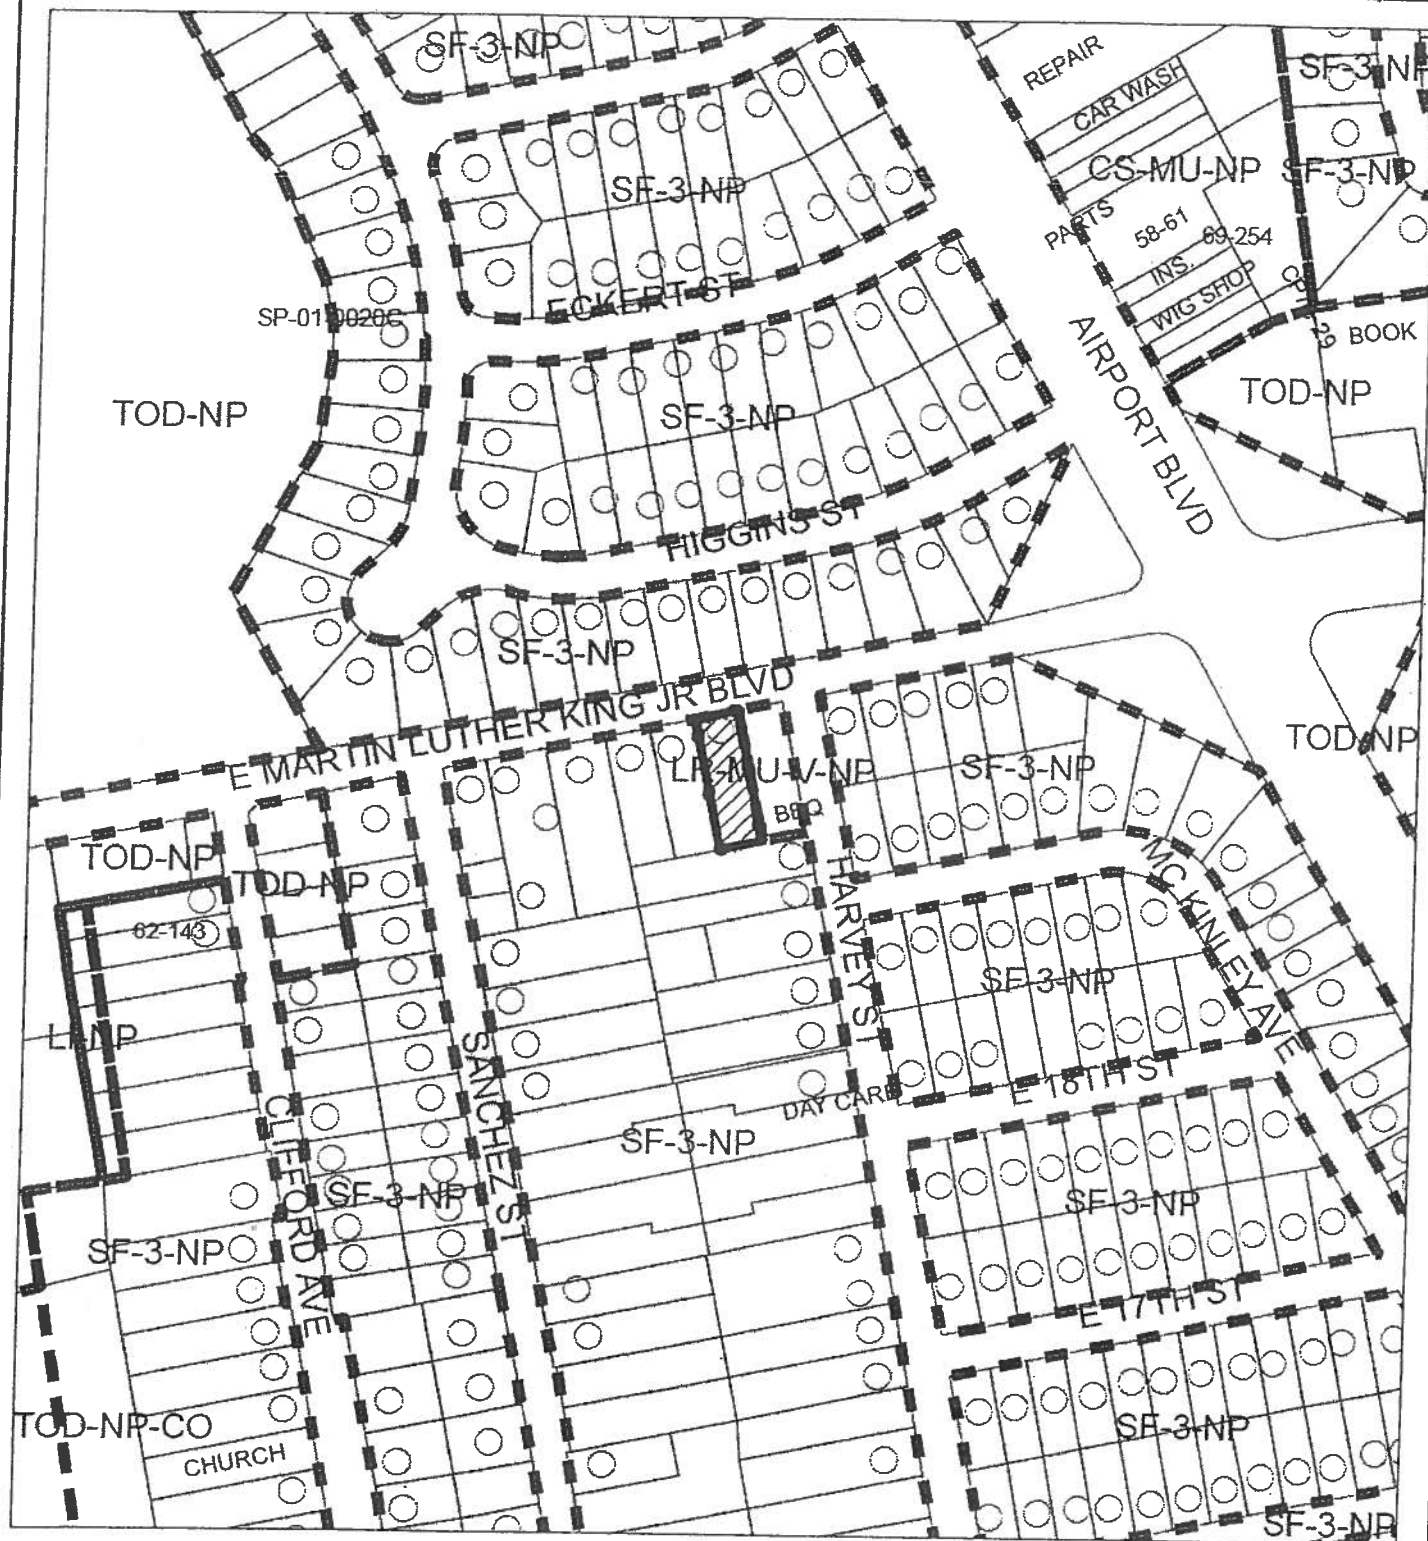 SF-3-NP
REPAIR
SF-3-NP
CAR WASH
SF-3-NP
CS-MU-NP
SF-3-NP
PARTS
58-61
69-254
INS.
WIG SHOP
ECKERT ST
SP-01-0020C
BOOK
AIRPORT BLVD
TOD-NP
TOD-NP
SF-3-NP
HIGGINS ST
SF-3-NP
E MARTIN LUTHER KING JR BLVD
TOD-NP
LR-MU-V-NP
SF-3-NP
BBQ
TOD-NP
TOD-NP
MC KINLEY AVE
62-143
HARVEY ST
SF-3-NP
SANCHEZ ST
E 18TH ST
DAY CARE
CLIFFORD AVE
SF-3-NP
SF-3-NP
SF-3-NP
SF-3-NP
E 17TH ST
TOD-NP-CO
SF-3-NP
CHURCH
SF-3-NP